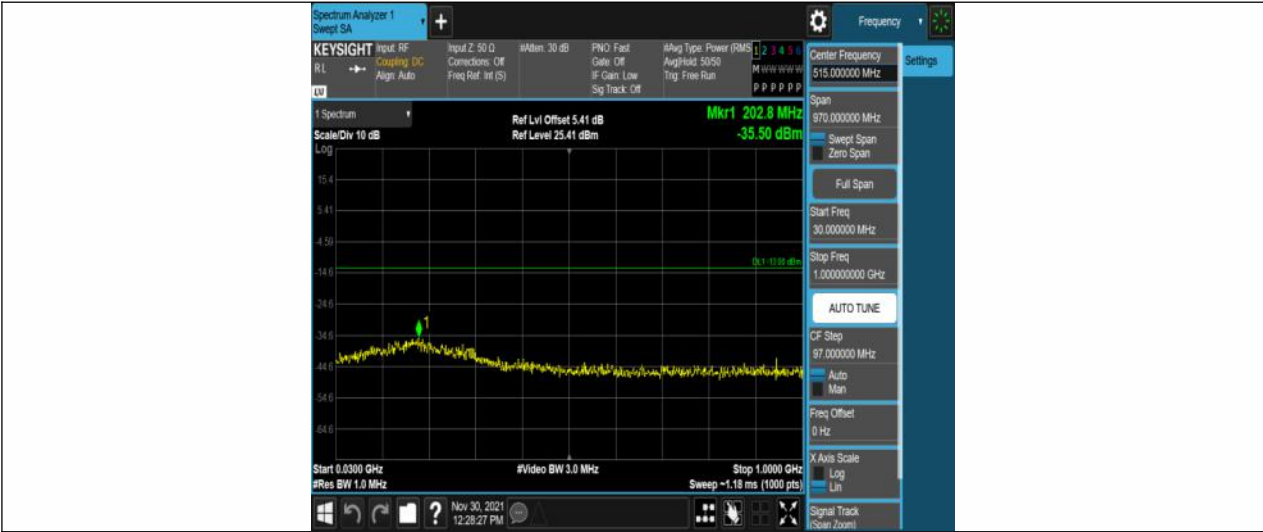 Spectrum Analyzer 1
Swept SA
+
Frequency
KEYSIGHT
RL
LW
Input: RF
Coupling: DC
Align: Auto
Input Z: 50 Ω
Corrections: Off
Freq Ref: Int (S)
#Atten: 30 dB
PNO: Fast
Gate: Off
IF Gain: Low
Sig Track: Off
#Avg Type: Power (RMS
Avg|Hold: 50/50
Trig: Free Run
1 2 3 4 5 6
M W W W W W
P P P P P P
1 Spectrum
Scale/Div 10 dB
Log
Ref Lvl Offset 5.41 dB
Ref Level 25.41 dBm
Mkr1 202.8 MHz
-35.50 dBm
15.4
5.41
-4.59
DL1 -13.00 dBm
-14.6
-24.6
1
-34.6
-44.6
-54.6
-64.6
Start 0.0300 GHz
#Res BW 1.0 MHz
#Video BW 3.0 MHz
Stop 1.0000 GHz
Sweep ~1.18 ms (1000 pts)
?
Nov 30, 2021
12:28:27 PM
Center Frequency
515.000000 MHz
Settings
Span
970.000000 MHz
Swept Span
Zero Span
Full Span
Start Freq
30.000000 MHz
Stop Freq
1.000000000 GHz
AUTO TUNE
CF Step
97.000000 MHz
Auto
Man
Freq Offset
0 Hz
X Axis Scale
Log
Lin
Signal Track
(Span Zoom)